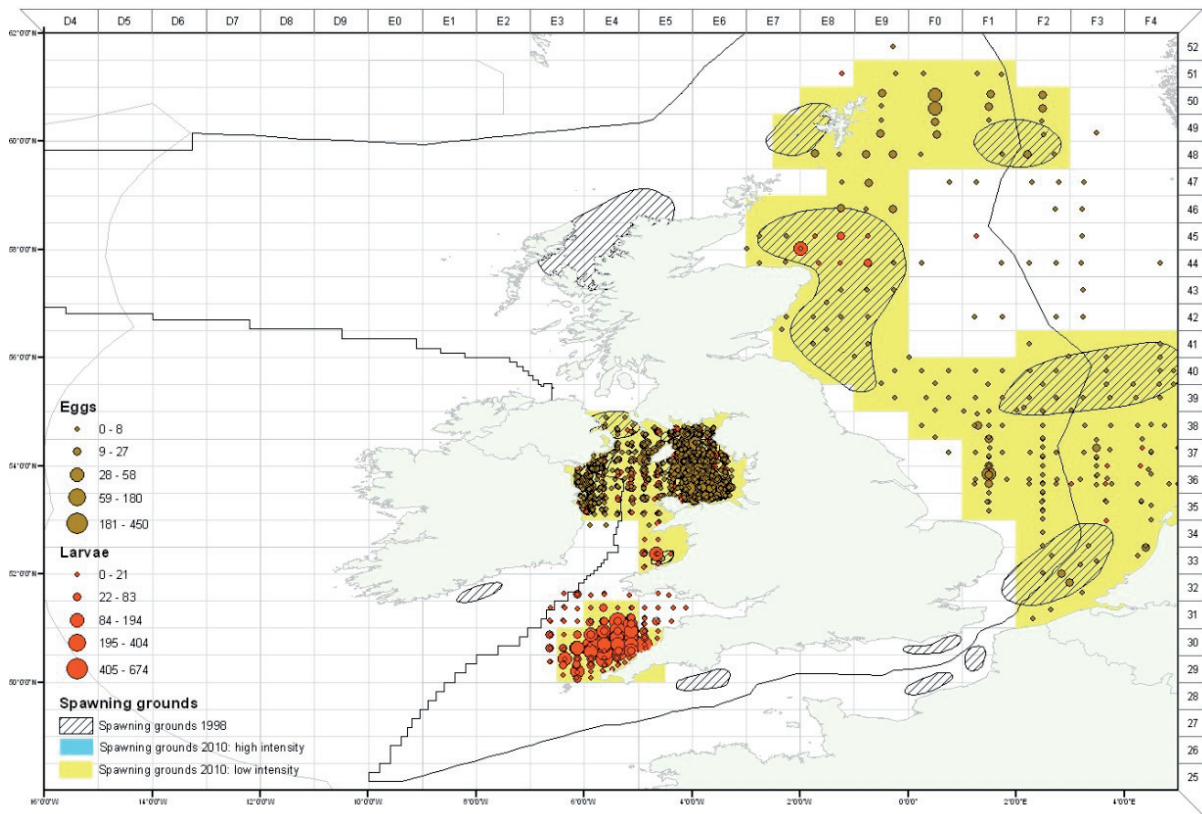 D4 D5 D6 D7 D8 D9 E0 E1 E2 E3 E4 E5 E6 E7 E8 E9 F0 F1 F2 F3 F4
62°0'0"N
52
51
50
60°0'0"N
48
47
46
45
58°0'0"N
44
43
42
41
56°0'0"N
40
39
Eggs
38
0 - 8
9 - 27
37
54°0'0"N
28 - 58
36
59 - 180
35
181 - 450
34
Larvae
33
0 - 21
52°0'0"N
22 - 83
32
84 - 194
31
195 - 404
30
405 - 674
29
50°0'0"N
Spawning grounds
28
Spawning grounds 1998
27
Spawning grounds 2010: high intensity
26
Spawning grounds 2010: low intensity
25
16°0'0"W 14°0'0"W 12°0'0"W 10°0'0"W 8°0'0"W 6°0'0"W 4°0'0"W 2°0'0"W 0°0'0" 2°0'0"E 4°0'0"E